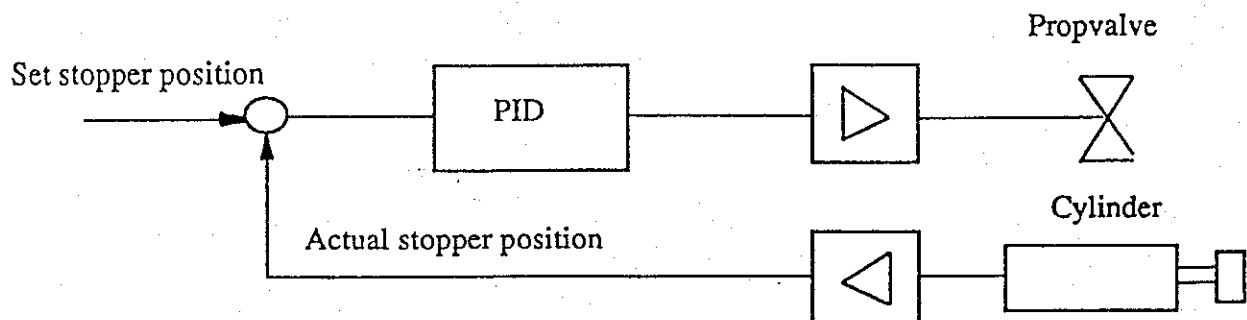 Propvalve
Set stopper position
PID
Cylinder
Actual stopper position